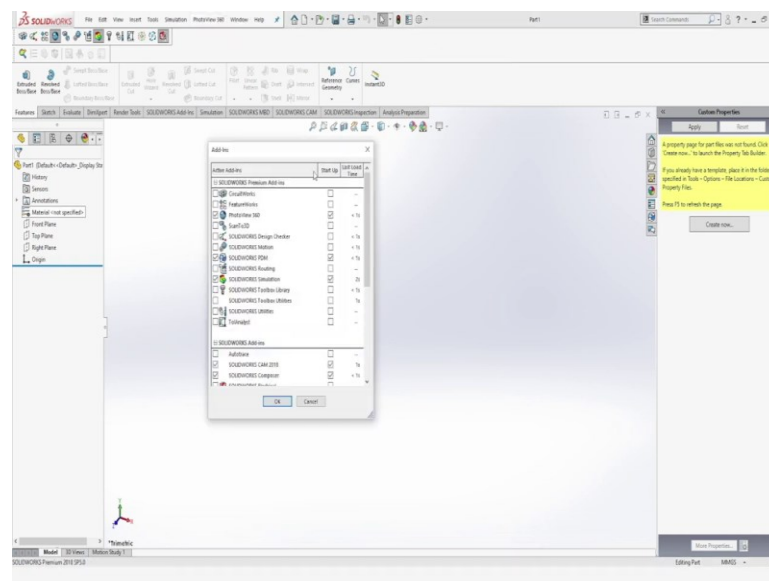 SOLIDWORKS File Edit View Insert Tools Simulation PhotoView 360 Window Help
Part1
Search Commands
Extruded Boss/Base
Revolved Boss/Base
Swept Boss/Base
Lofted Boss/Base
Boundary Boss/Base
Extruded Cut
Hole Wizard
Revolved Cut
Swept Cut
Lofted Cut
Boundary Cut
Fillet
Linear Pattern
Rib
Draft
Shell
Wrap
Intersect
Mirror
Reference Geometry
Curves
Instant3D
Features Sketch Evaluate DimXpert Render Tools SOLIDWORKS Add-Ins Simulation SOLIDWORKS MBD SOLIDWORKS CAM SOLIDWORKS Inspection Analysis Preparation
Part1 (Default<<Default>_Display Sta
History
Sensors
Annotations
Material <not specified>
Front Plane
Top Plane
Right Plane
Origin
Add-Ins
Active Add-ins Start Up Last Load Time
SOLIDWORKS Premium Add-ins
CircuitWorks --
FeatureWorks --
PhotoView 360 < 1s
ScanTo3D --
SOLIDWORKS Design Checker < 1s
SOLIDWORKS Motion < 1s
SOLIDWORKS PDM < 1s
SOLIDWORKS Routing --
SOLIDWORKS Simulation 2s
SOLIDWORKS Toolbox Library < 1s
SOLIDWORKS Toolbox Utilities 1s
SOLIDWORKS Utilities --
TolAnalyst --
SOLIDWORKS Add-ins
Autotrace --
SOLIDWORKS CAM 2018 1s
SOLIDWORKS Composer < 1s
OK Cancel
Custom Properties
Apply Reset
A property page for part files was not found. Click
'Create now...' to launch the Property Tab Builder.
If you already have a template, place it in the folde
specified in Tools - Options - File Locations - Cust
Property Files.
Press F5 to refresh the page.
Create now...
More Properties...
*Trimetric
Model 3D Views Motion Study 1
SOLIDWORKS Premium 2018 SP5.0
Editing Part MMGS